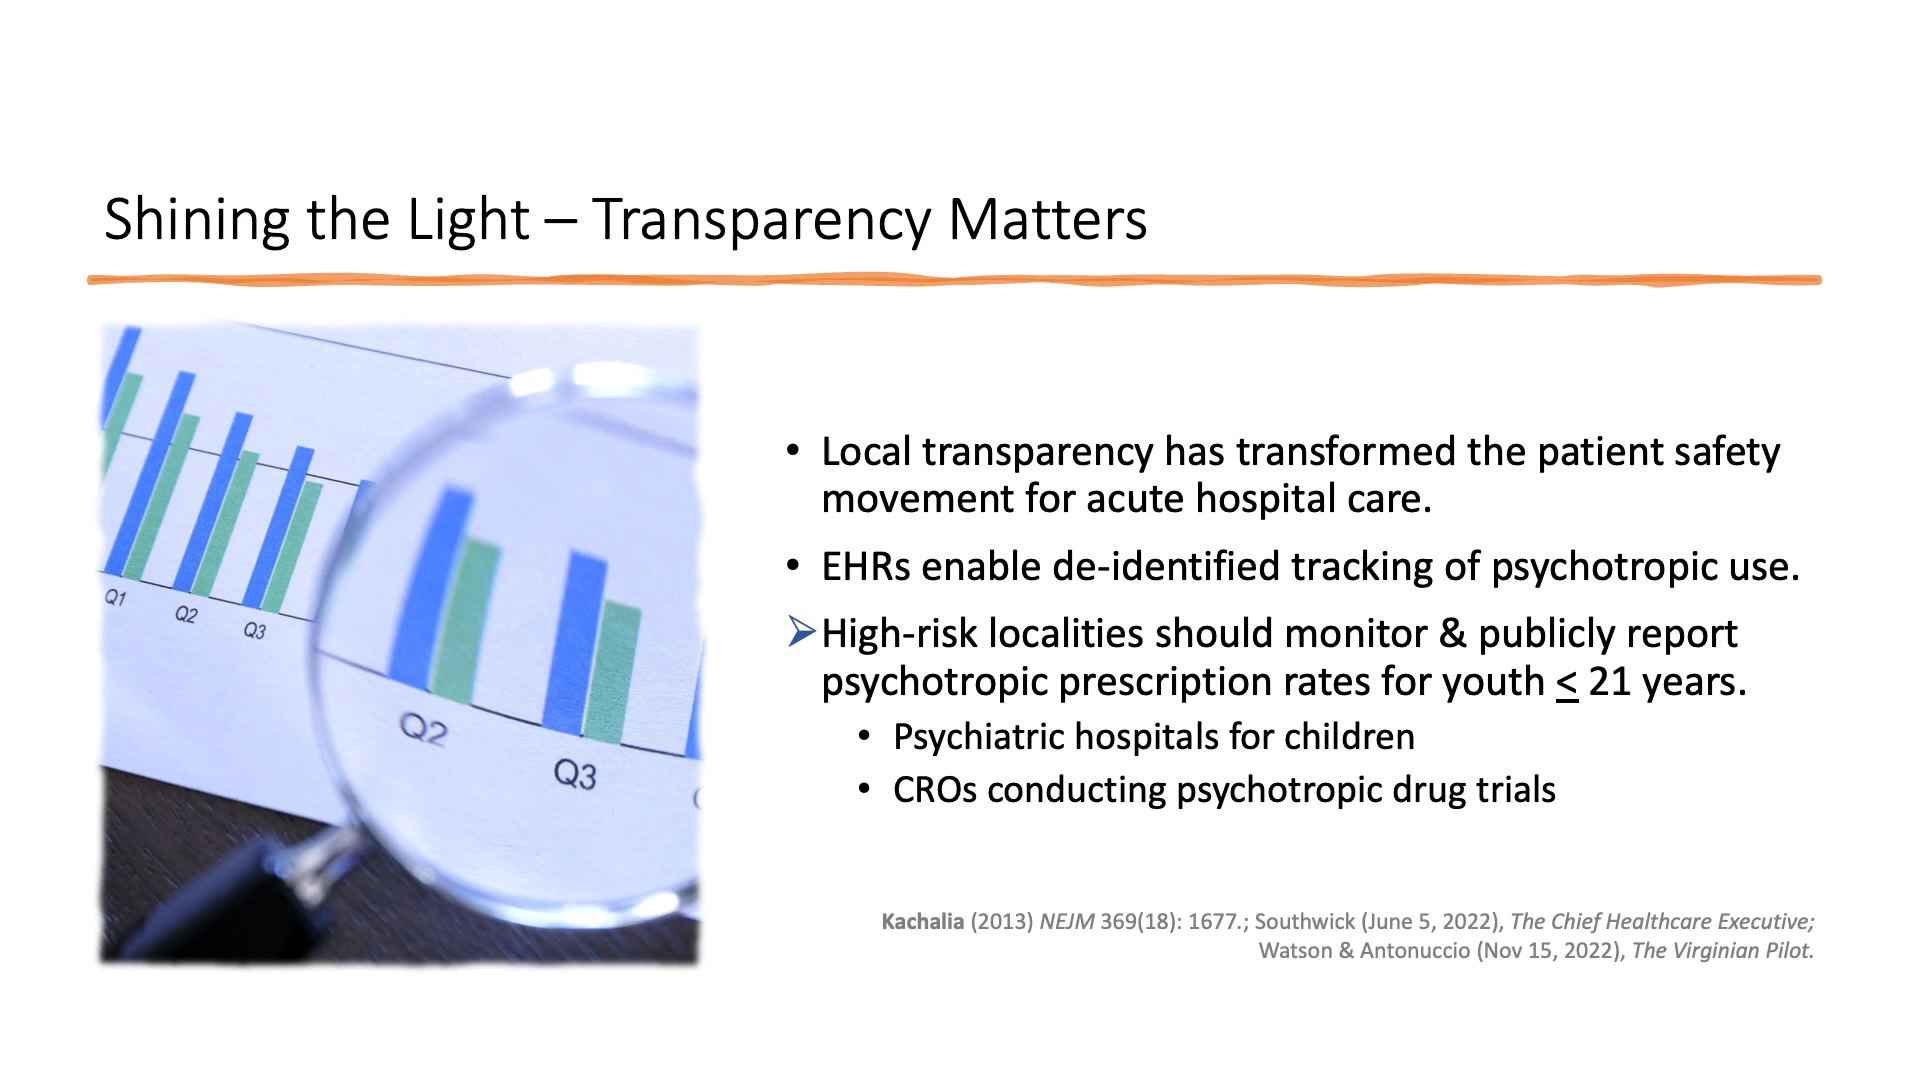 Shining the Light – Transparency Matters
Q1
Q2
Q3
Q2
Q3
• Local transparency has transformed the patient safety
movement for acute hospital care.
• EHRs enable de-identified tracking of psychotropic use.
➢ High-risk localities should monitor & publicly report
psychotropic prescription rates for youth < 21 years.
• Psychiatric hospitals for children
• CROs conducting psychotropic drug trials
Kachalia (2013) NEJM 369(18): 1677.; Southwick (June 5, 2022), The Chief Healthcare Executive;
Watson & Antonuccio (Nov 15, 2022), The Virginian Pilot.